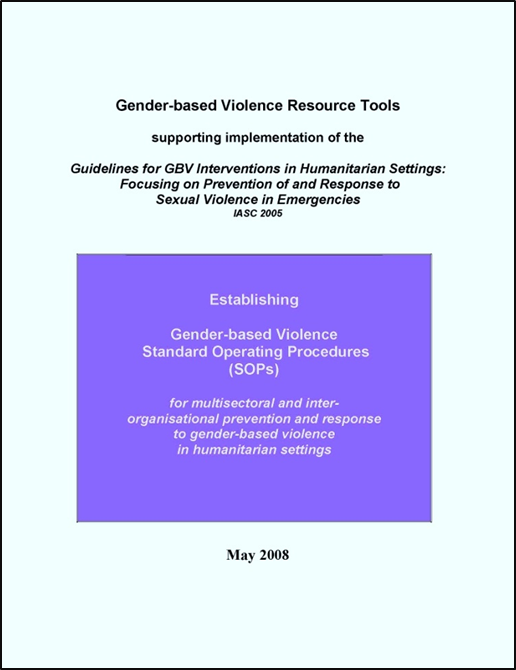 Gender-based Violence Resource Tools
supporting implementation of the
Guidelines for GBV Interventions in Humanitarian Settings:
Focusing on Prevention of and Response to
Sexual Violence in Emergencies
IASC 2005
Establishing
Gender-based Violence
Standard Operating Procedures
(SOPs)
for multisectoral and inter-
organisational prevention and response
to gender-based violence
in humanitarian settings
May 2008